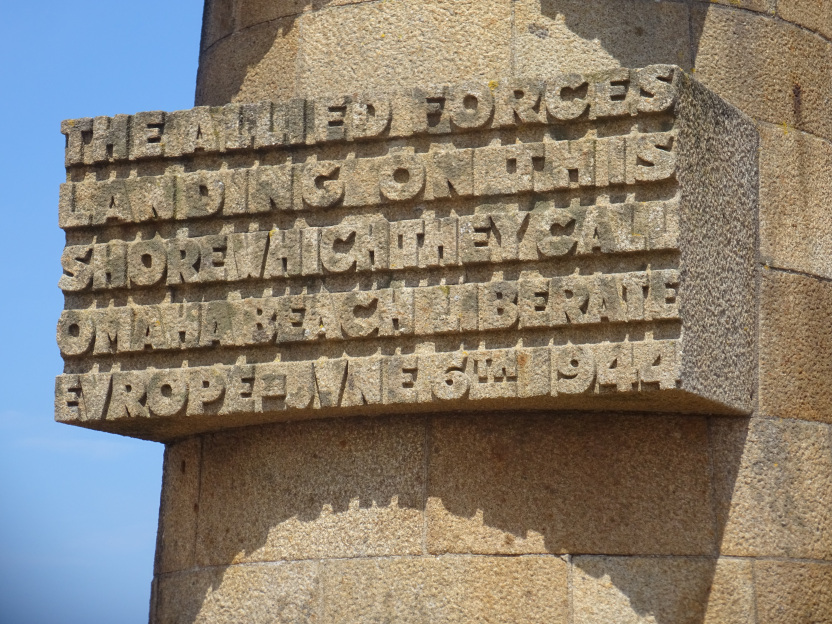 THE ALLIED FORCES
LANDING ON THIS
SHORE WHICH THEY CALL
OMAHA BEACH LIBERATE
EVROPE - JVNE 6TH 1944